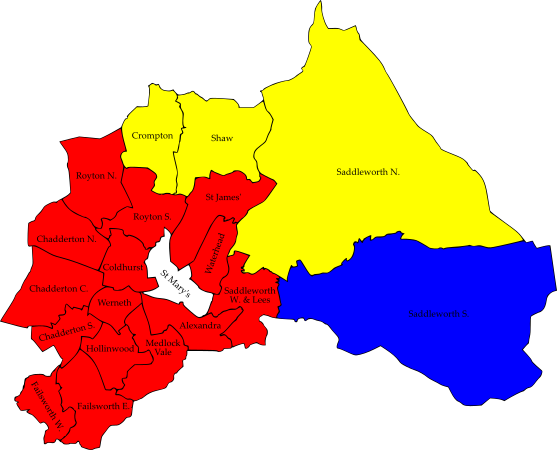 Crompton
Shaw
Saddleworth N.
Royton N.
St James'
Royton S.
Chadderton N.
Waterhead
Coldhurst
St Mary's
Chadderton C.
Saddleworth
W. & Lees
Werneth
Saddleworth S.
Chadderton S.
Alexandra
Hollinwood
Medlock
Vale
Failsworth W.
Failsworth E.